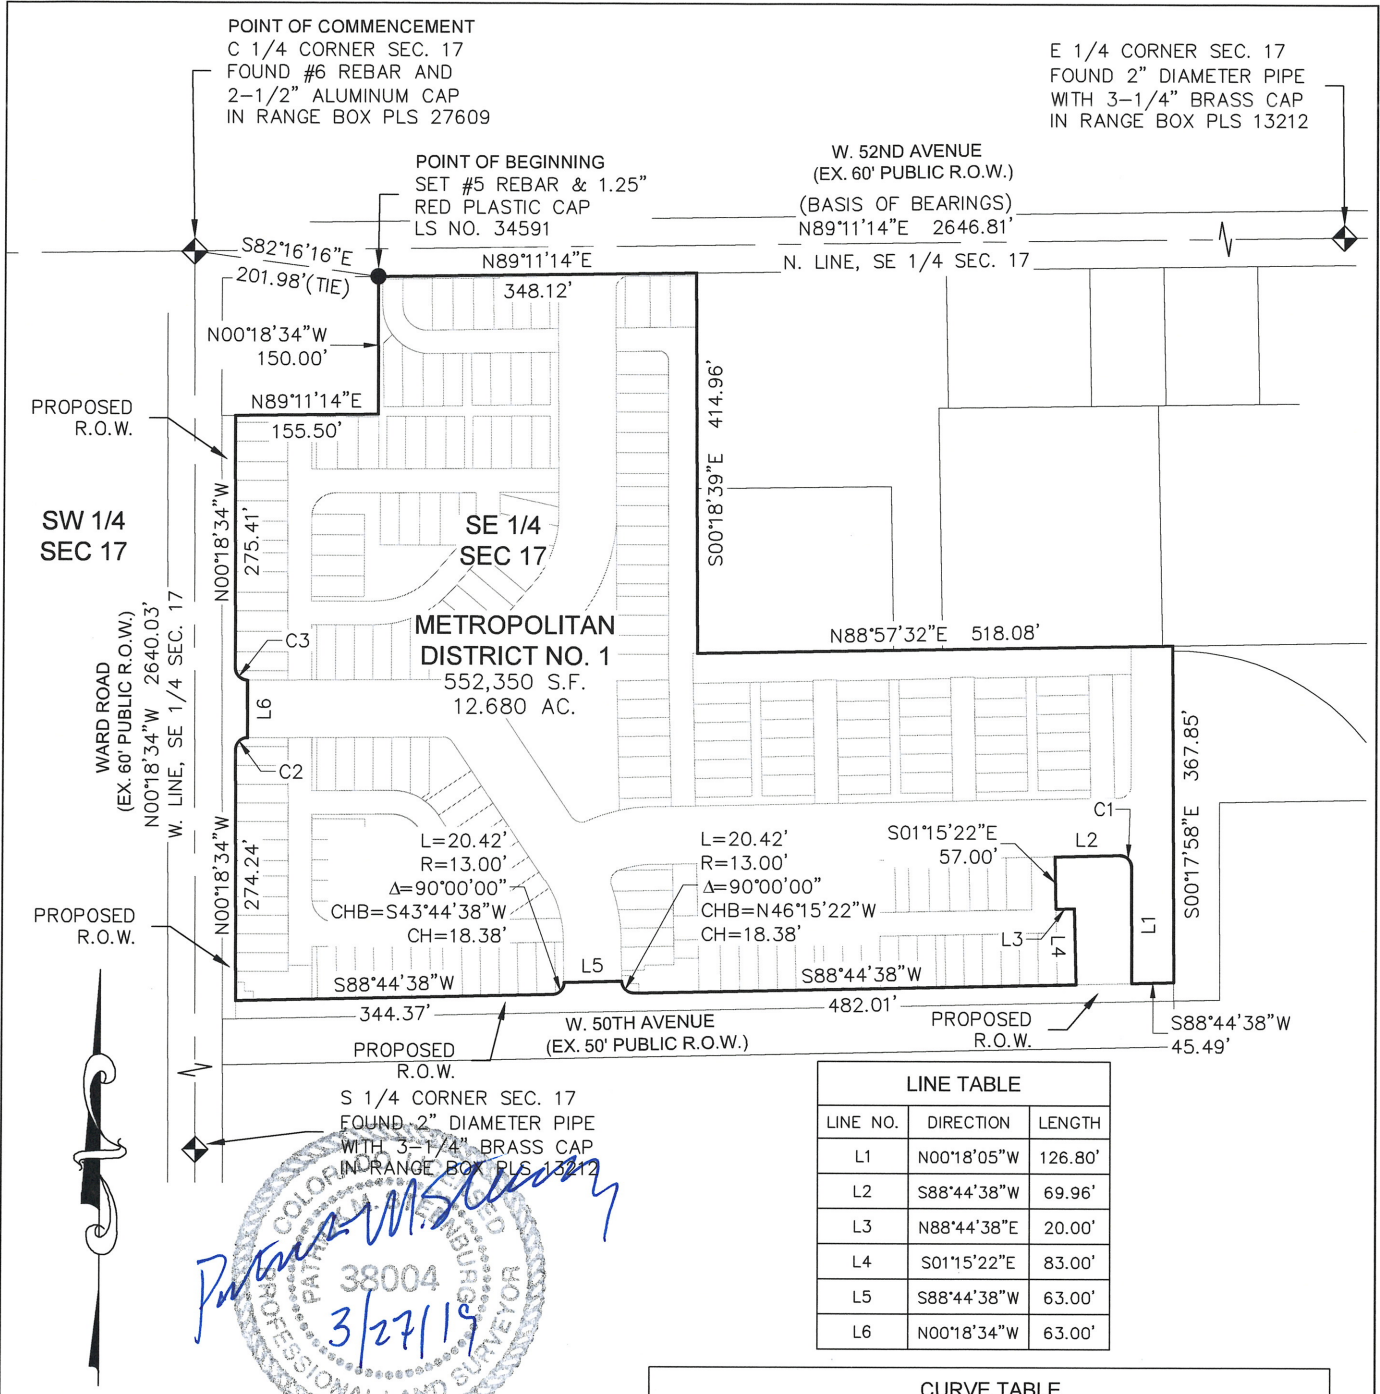 POINT OF COMMENCEMENT
C 1/4 CORNER SEC. 17
FOUND #6 REBAR AND
2-1/2" ALUMINUM CAP
IN RANGE BOX PLS 27609
E 1/4 CORNER SEC. 17
FOUND 2" DIAMETER PIPE
WITH 3-1/4" BRASS CAP
IN RANGE BOX PLS 13212
POINT OF BEGINNING
SET #5 REBAR & 1.25"
RED PLASTIC CAP
LS NO. 34591
W. 52ND AVENUE
(EX. 60' PUBLIC R.O.W.)
(BASIS OF BEARINGS)
N89°11'14"E 2646.81'
N. LINE, SE 1/4 SEC. 17
S82°16'16"E
201.98'(TIE)
N89°11'14"E
348.12'
N00°18'34"W
150.00'
N89°11'14"E
155.50'
PROPOSED
R.O.W.
S00°18'39"E 414.96'
N00°18'34"W
275.41'
SW 1/4
SEC 17
SE 1/4
SEC 17
METROPOLITAN
DISTRICT NO. 1
552,350 S.F.
12.680 AC.
N88°57'32"E 518.08'
C3
L6
C2
WARD ROAD
(EX. 60' PUBLIC R.O.W.)
N00°18'34"W 2640.03'
W. LINE, SE 1/4 SEC. 17
S00°17'58"E 367.85'
N00°18'34"W
274.24'
L=20.42'
R=13.00'
Δ=90°00'00"
CHB=S43°44'38"W
CH=18.38'
L=20.42'
R=13.00'
Δ=90°00'00"
CHB=N46°15'22"W
CH=18.38'
S01°15'22"E
57.00'
C1
L2
L3
L4
L1
PROPOSED
R.O.W.
S88°44'38"W
344.37'
L5
S88°44'38"W
482.01'
W. 50TH AVENUE
(EX. 50' PUBLIC R.O.W.)
PROPOSED
R.O.W.
PROPOSED
R.O.W.
S88°44'38"W
45.49'
S 1/4 CORNER SEC. 17
FOUND 2" DIAMETER PIPE
WITH 3-1/4" BRASS CAP
IN RANGE BOX PLS 13212
COLORADO LICENSED
PATRICK M. STEENBURG
38004
PROFESSIONAL LAND SURVEYOR
3/27/19
LINE TABLE
LINE NO. DIRECTION LENGTH
L1 N00°18'05"W 126.80'
L2 S88°44'38"W 69.96'
L3 N88°44'38"E 20.00'
L4 S01°15'22"E 83.00'
L5 S88°44'38"W 63.00'
L6 N00°18'34"W 63.00'
CURVE TABLE